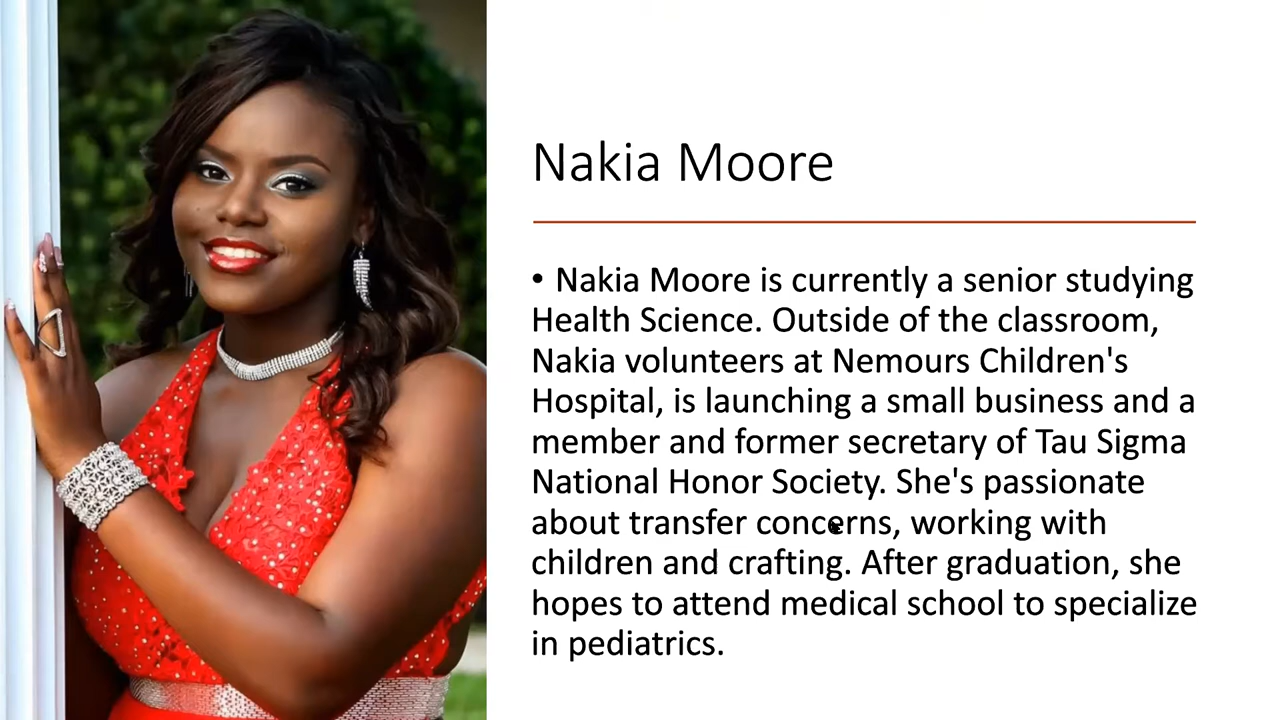 Nakia Moore
• Nakia Moore is currently a senior studying
Health Science. Outside of the classroom,
Nakia volunteers at Nemours Children's
Hospital, is launching a small business and a
member and former secretary of Tau Sigma
National Honor Society. She's passionate
about transfer concerns, working with
children and crafting. After graduation, she
hopes to attend medical school to specialize
in pediatrics.